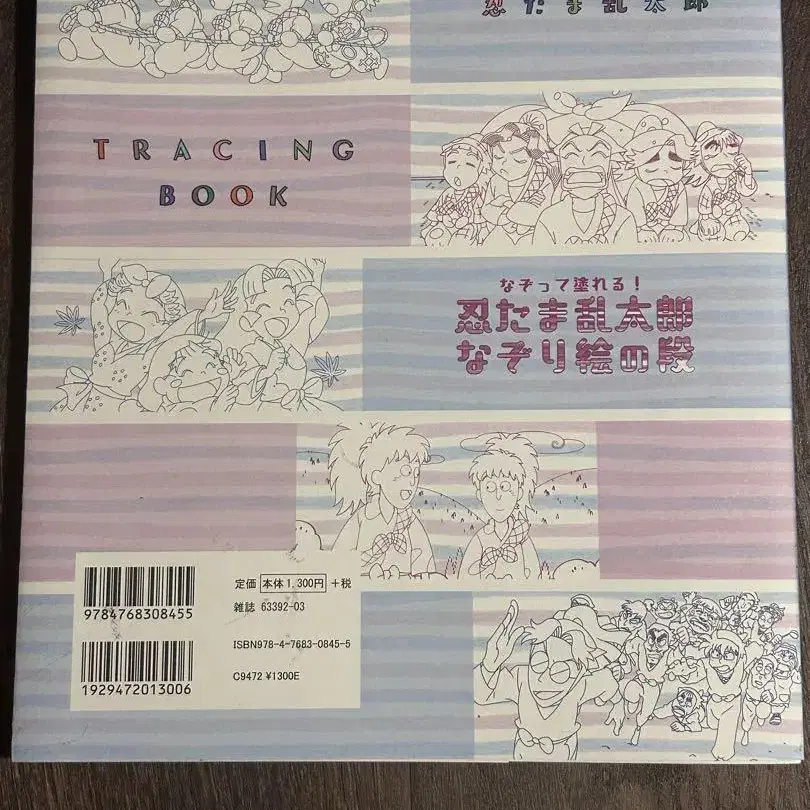 忍たま乱太郎
TRACING
BOOK
なぞって塗れる！
忍たま乱太郎
なぞり絵の段
9784768308455
1929472013006
定価 本体1,300円 +税
雑誌 63392-03
ISBN978-4-7683-0845-5
C9472 ¥1300E